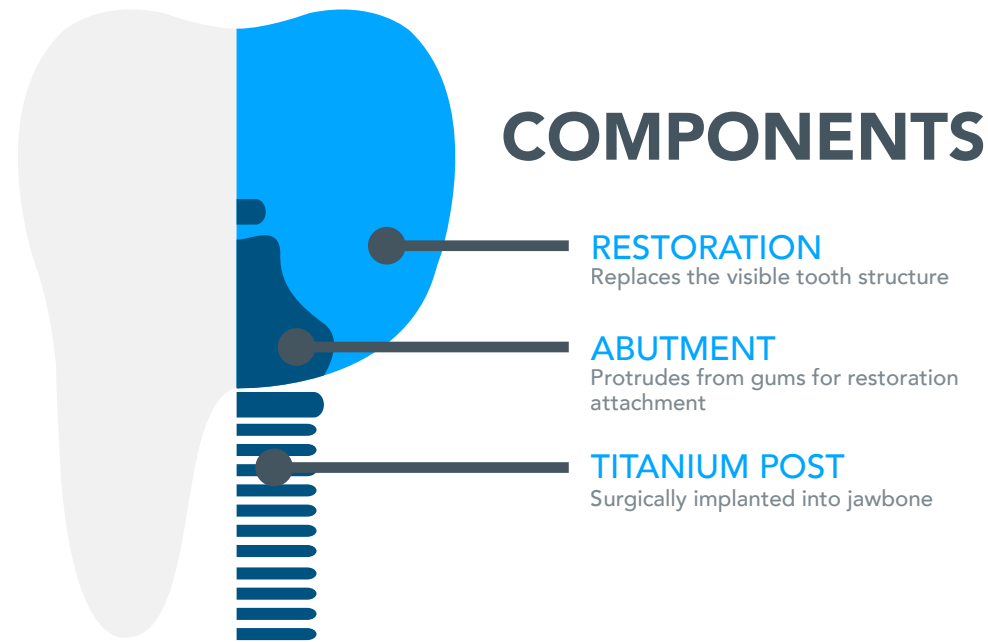 COMPONENTS
RESTORATION
Replaces the visible tooth structure
ABUTMENT
Protrudes from gums for restoration
attachment
TITANIUM POST
Surgically implanted into jawbone